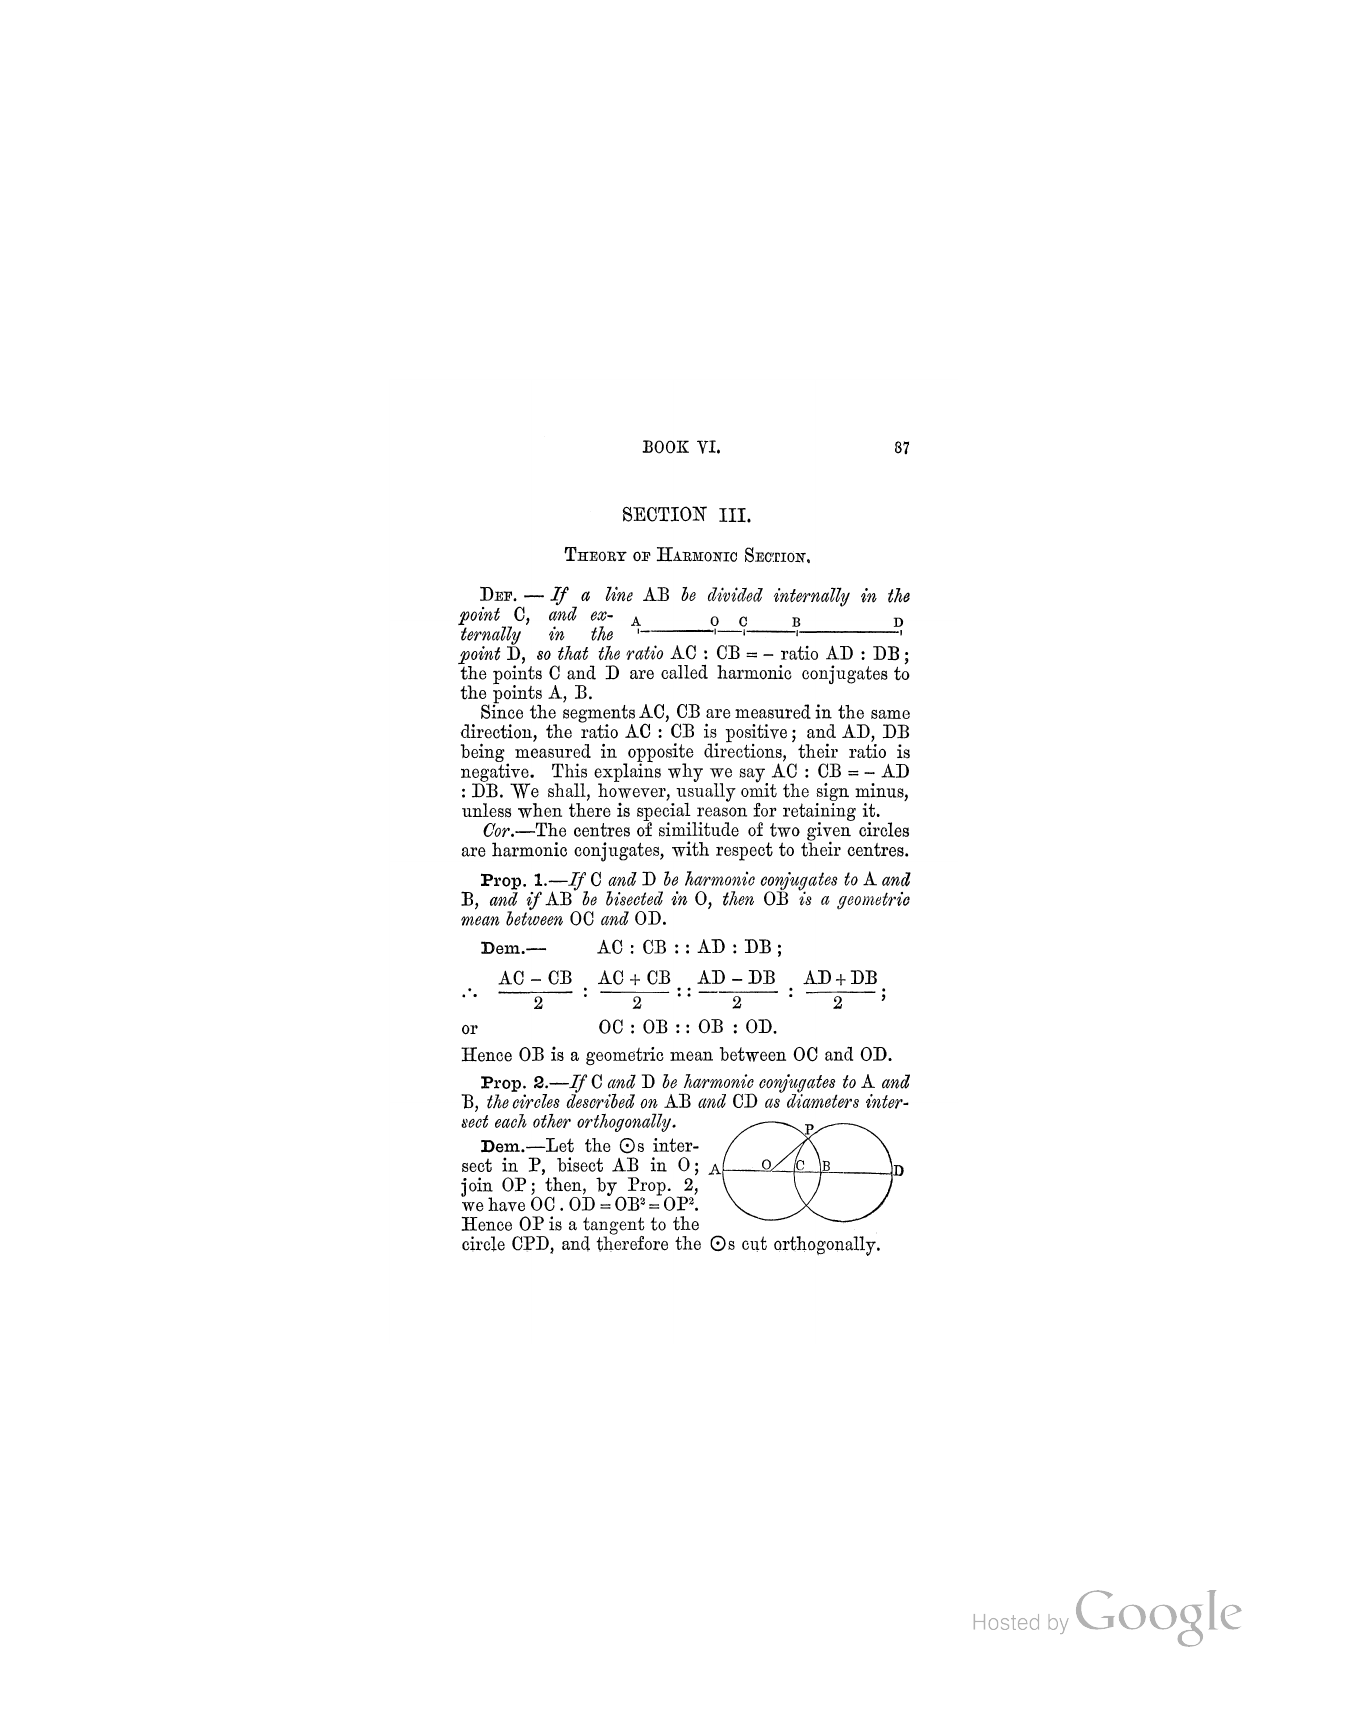 BOOK VI. 87
SECTION III.
THEORY OF HARMONIC SECTION.
DEF. — If a line AB be divided internally in the
point C, and ex-
A O C B D
ternally in the
point D, so that the ratio AC : CB = – ratio AD : DB ;
the points C and D are called harmonic conjugates to
the points A, B.
Since the segments AC, CB are measured in the same
direction, the ratio AC : CB is positive ; and AD, DB
being measured in opposite directions, their ratio is
negative. This explains why we say AC : CB = – AD
: DB. We shall, however, usually omit the sign minus,
unless when there is special reason for retaining it.
Cor.—The centres of similitude of two given circles
are harmonic conjugates, with respect to their centres.
Prop. 1.—If C and D be harmonic conjugates to A and
B, and if AB be bisected in O, then OB is a geometric
mean between OC and OD.
Dem.— AC : CB :: AD : DB ;
∴ (AC – CB)/2 : (AC + CB)/2 :: (AD – DB)/2 : (AD + DB)/2 ;
or OC : OB :: OB : OD.
Hence OB is a geometric mean between OC and OD.
Prop. 2.—If C and D be harmonic conjugates to A and
B, the circles described on AB and CD as diameters inter-
sect each other orthogonally.
P
Dem.—Let the ⊙s inter-
sect in P, bisect AB in O ;
A O C B D
join OP ; then, by Prop. 2,
we have OC . OD = OB² = OP².
Hence OP is a tangent to the
circle CPD, and therefore the ⊙s cut orthogonally.
Hosted by Google